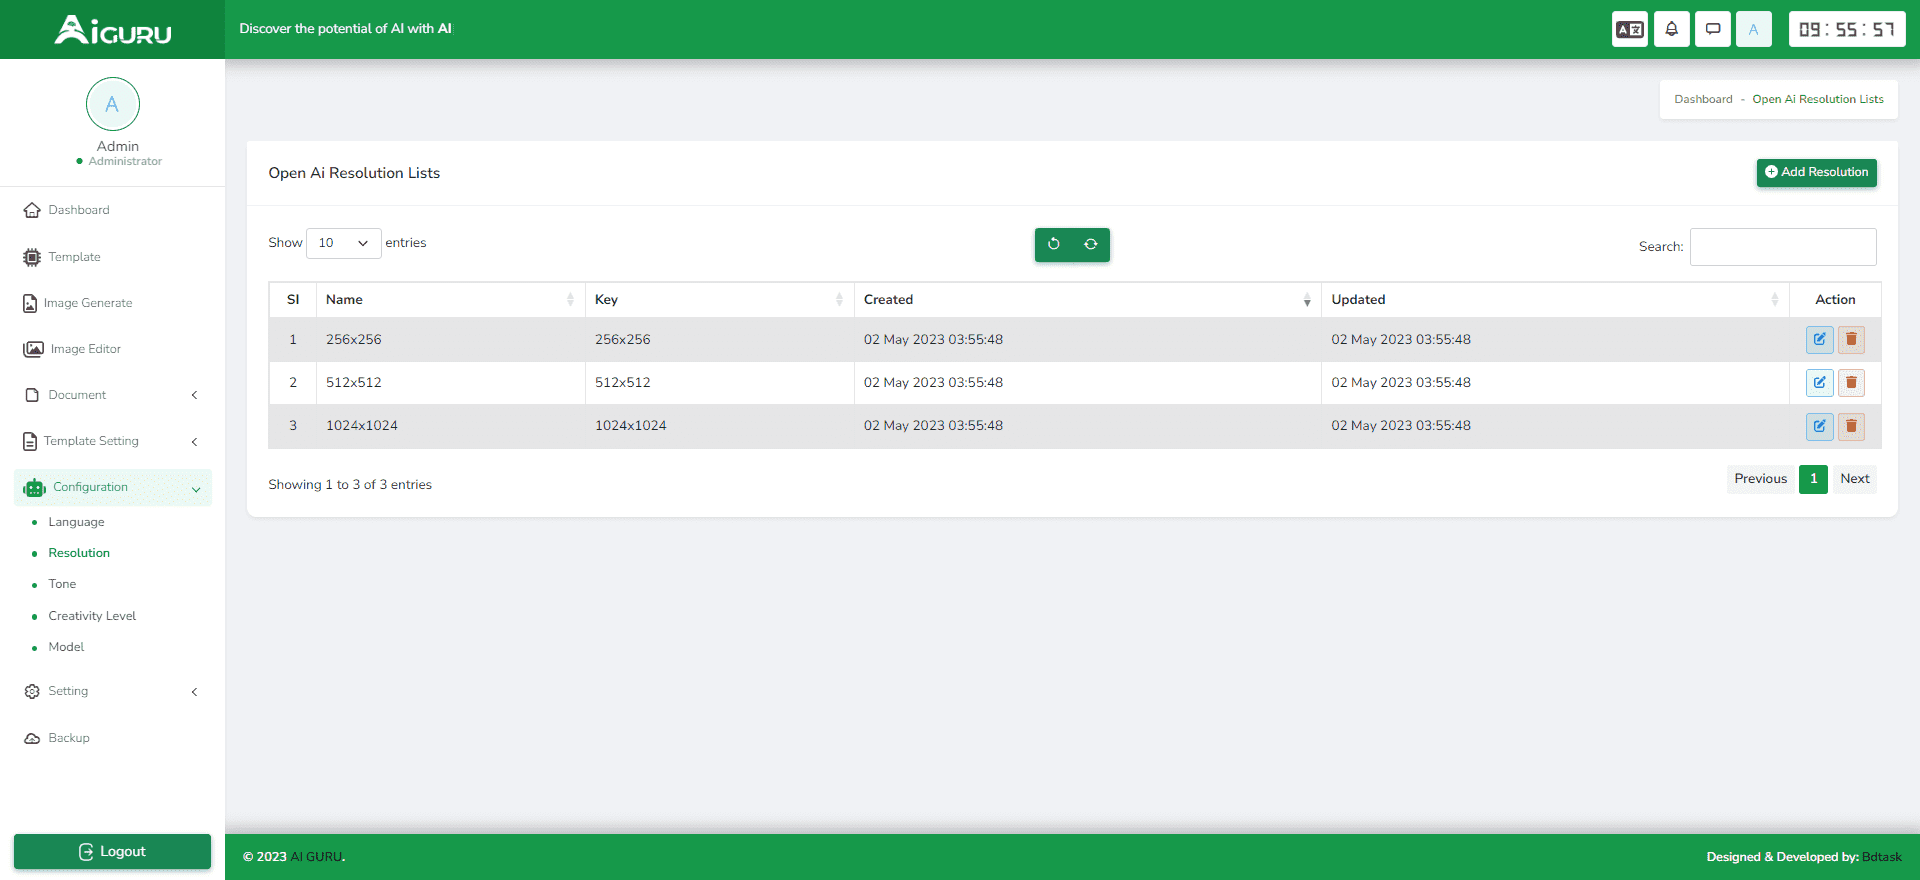 AiGURU
Discover the potential of AI with AI
A
09:55:57
A
Admin
Administrator
Dashboard
Template
Image Generate
Image Editor
Document
Template Setting
Configuration
Language
Resolution
Tone
Creativity Level
Model
Setting
Backup
Logout
Dashboard - Open Ai Resolution Lists
Open Ai Resolution Lists
Add Resolution
Show 10 entries
Search:
Sl Name Key Created Updated Action
1 256x256 256x256 02 May 2023 03:55:48 02 May 2023 03:55:48
2 512x512 512x512 02 May 2023 03:55:48 02 May 2023 03:55:48
3 1024x1024 1024x1024 02 May 2023 03:55:48 02 May 2023 03:55:48
Showing 1 to 3 of 3 entries
Previous 1 Next
© 2023 AI GURU.
Designed & Developed by: Bdtask